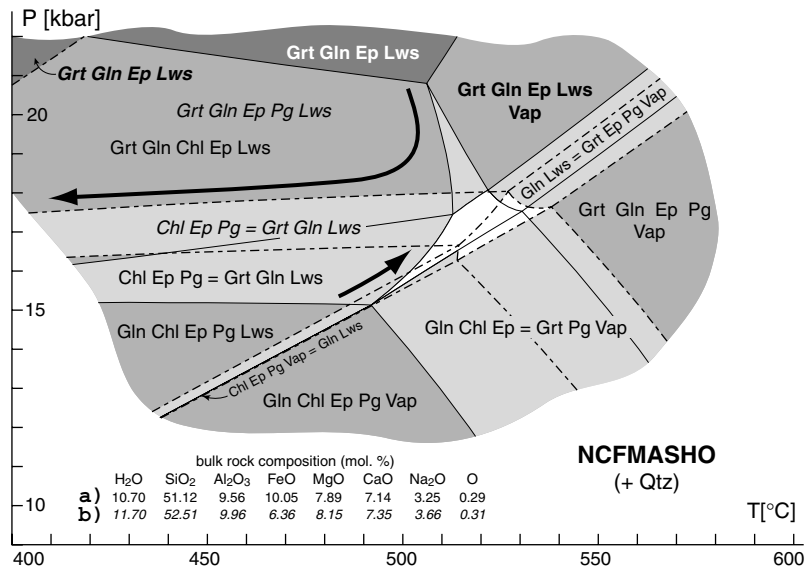 P [kbar]
Grt Gln Ep Lws
Grt Gln Ep Lws
Grt Gln Ep Pg Lws
Grt Gln Ep Lws
Vap
20
Grt Gln Chl Ep Lws
Gln Lws = Grt Ep Pg Vap
Grt Gln Ep Pg
Vap
Chl Ep Pg = Grt Gln Lws
Chl Ep Pg = Grt Gln Lws
15
Gln Chl Ep Pg Lws
Gln Chl Ep = Grt Pg Vap
Chl Ep Pg Vap = Gln Lws
Gln Chl Ep Pg Vap
NCFMASHO
(+ Qtz)
bulk rock composition (mol. %)
H₂O SiO₂ Al₂O₃ FeO MgO CaO Na₂O O
a) 10.70 51.12 9.56 10.05 7.89 7.14 3.25 0.29
b) 11.70 52.51 9.96 6.36 8.15 7.35 3.66 0.31
10
T[°C]
400 450 500 550 600